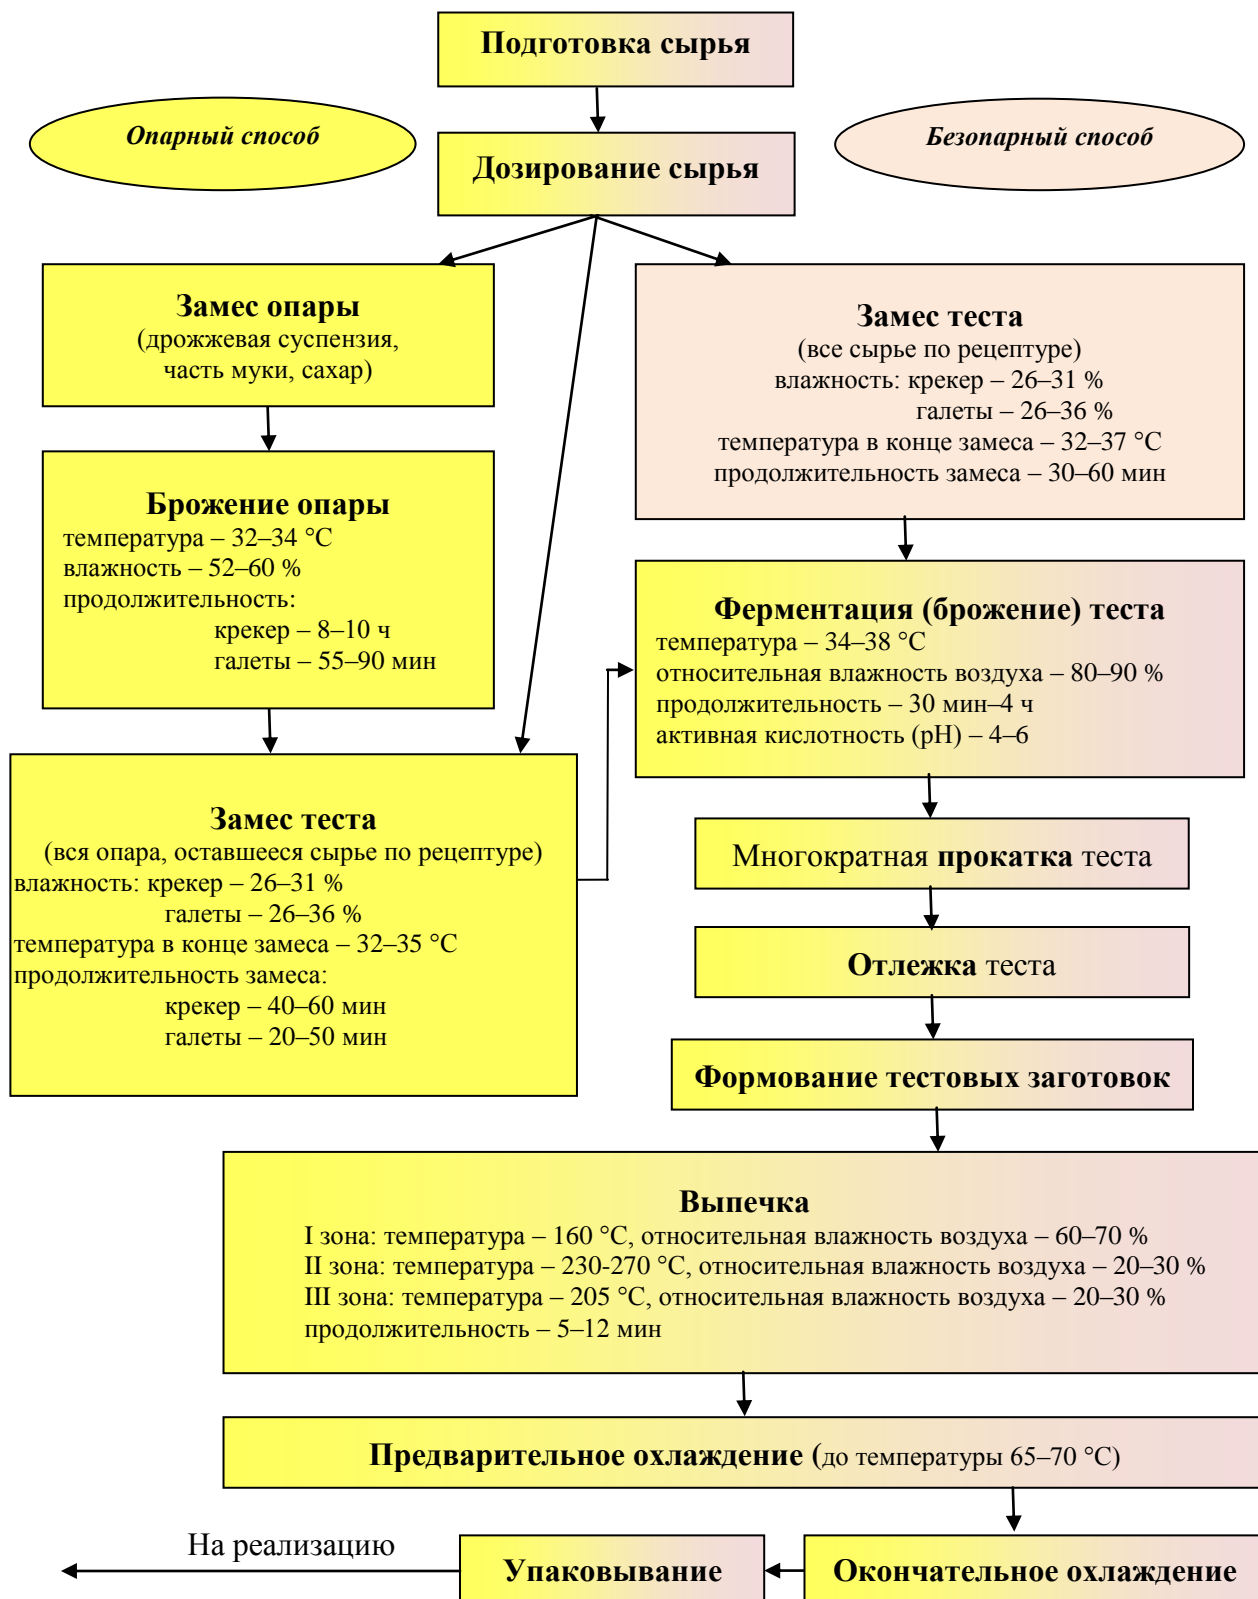 Подготовка сырья
Опарный способ
Безопарный способ
Дозирование сырья
Замес опары
(дрожжевая суспензия,
часть муки, сахар)
Замес теста
(все сырье по рецептуре)
влажность: крекер – 26–31 %
галеты – 26–36 %
температура в конце замеса – 32–37 °С
продолжительность замеса – 30–60 мин
Брожение опары
температура – 32–34 °С
влажность – 52–60 %
продолжительность:
крекер – 8–10 ч
галеты – 55–90 мин
Ферментация (брожение) теста
температура – 34–38 °С
относительная влажность воздуха – 80–90 %
продолжительность – 30 мин–4 ч
активная кислотность (рН) – 4–6
Замес теста
(вся опара, оставшееся сырье по рецептуре)
влажность: крекер – 26–31 %
галеты – 26–36 %
температура в конце замеса – 32–35 °С
продолжительность замеса:
крекер – 40–60 мин
галеты – 20–50 мин
Многократная прокатка теста
Отлежка теста
Формование тестовых заготовок
Выпечка
I зона: температура – 160 °С, относительная влажность воздуха – 60–70 %
II зона: температура – 230-270 °С, относительная влажность воздуха – 20–30 %
III зона: температура – 205 °С, относительная влажность воздуха – 20–30 %
продолжительность – 5–12 мин
Предварительное охлаждение (до температуры 65–70 °С)
На реализацию
Упаковывание
Окончательное охлаждение